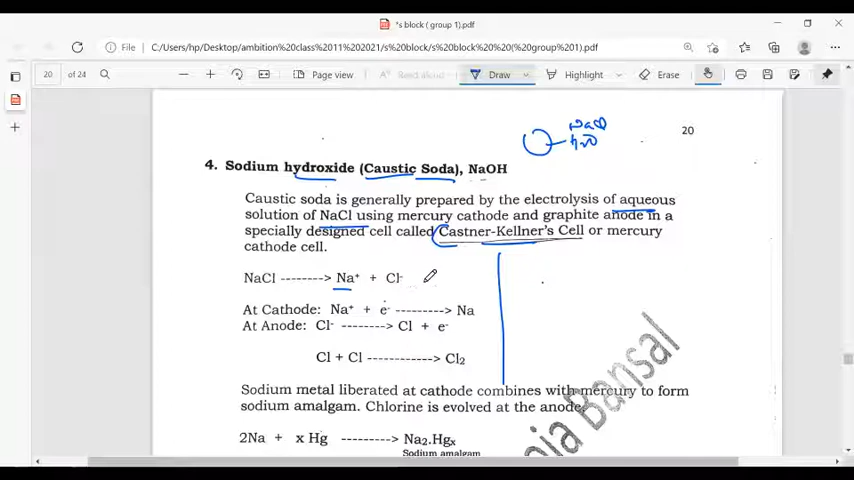 *s block ( group 1).pdf
File C:/Users/hp/Desktop/ambition%20class%2011%202021/s%20block/s%20block%20%20(%20group%201).pdf
20 of 24 Page view Read aloud Draw Highlight Erase
NaCl
H2O
20
4. Sodium hydroxide (Caustic Soda), NaOH
Caustic soda is generally prepared by the electrolysis of aqueous
solution of NaCl using mercury cathode and graphite anode in a
specially designed cell called Castner-Kellner's Cell or mercury
cathode cell.
NaCl --------> Na⁺ + Cl⁻
At Cathode: Na⁺ + e⁻ ---------> Na
At Anode: Cl⁻ --------> Cl + e⁻
Cl + Cl ------------> Cl₂
Sodium metal liberated at cathode combines with mercury to form
sodium amalgam. Chlorine is evolved at the anode.
2Na + x Hg --------> Na₂.Hgₓ
Sodium amalgam
Bansal